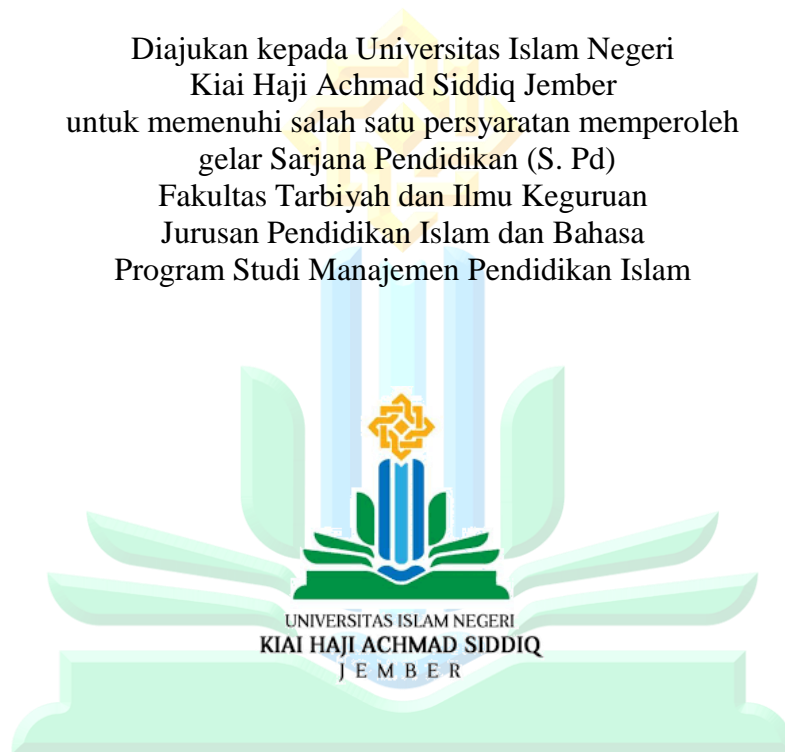 Diajukan kepada Universitas Islam Negeri
Kiai Haji Achmad Siddiq Jember
untuk memenuhi salah satu persyaratan memperoleh
gelar Sarjana Pendidikan (S. Pd)
Fakultas Tarbiyah dan Ilmu Keguruan
Jurusan Pendidikan Islam dan Bahasa
Program Studi Manajemen Pendidikan Islam
UNIVERSITAS ISLAM NEGERI
KIAI HAJI ACHMAD SIDDIQ
JEMBER